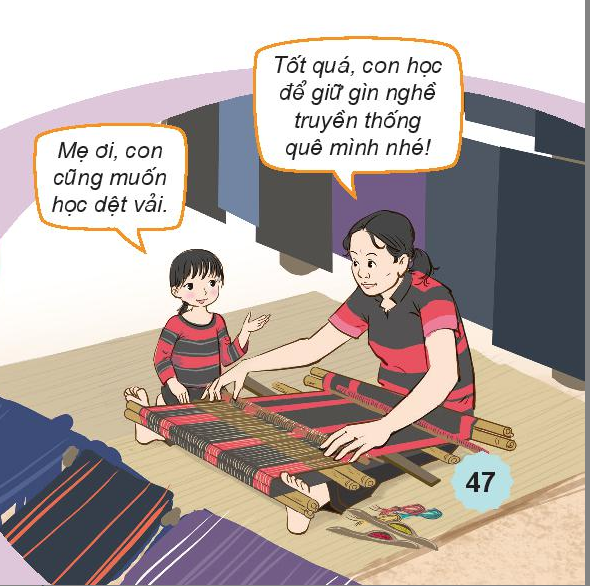 Mẹ ơi, con
cũng muốn
học dệt vải.
Tốt quá, con học
để giữ gìn nghề
truyền thống
quê mình nhé!
47